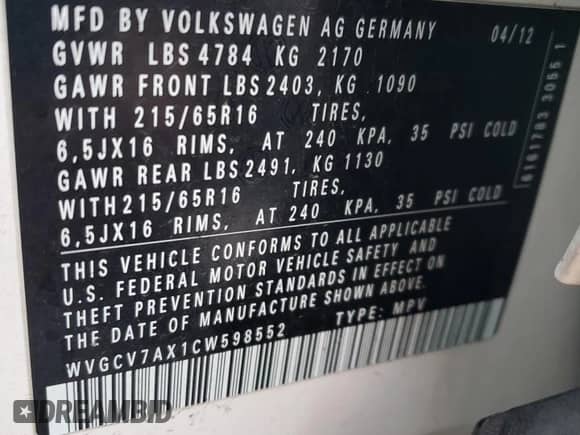 MFD BY VOLKSWAGEN AG GERMANY 04/12
GVWR LBS 4784 KG 2170
GAWR FRONT LBS 2403, KG 1090
WITH 215/65R16 TIRES,
6,5JX16 RIMS, AT 240 KPA, 35 PSI COLD
GAWR REAR LBS 2491, KG 1130
WITH 215/65R16 TIRES,
6,5JX16 RIMS, AT 240 KPA, 35 PSI COLD
THIS VEHICLE CONFORMS TO ALL APPLICABLE
U.S. FEDERAL MOTOR VEHICLE SAFETY AND
THEFT PREVENTION STANDARDS IN EFFECT ON
THE DATE OF MANUFACTURE SHOWN ABOVE.
WVGCV7AX1CW598552 TYPE: MPV
6161783 3055 1
DREAMBID